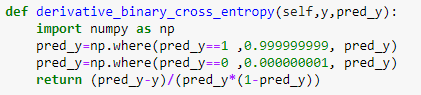 def derivative_binary_cross_entropy(self,y,pred_y):
    import numpy as np
    pred_y=np.where(pred_y==1 ,0.999999999, pred_y)
    pred_y=np.where(pred_y==0 ,0.000000001, pred_y)
    return (pred_y-y)/(pred_y*(1-pred_y))